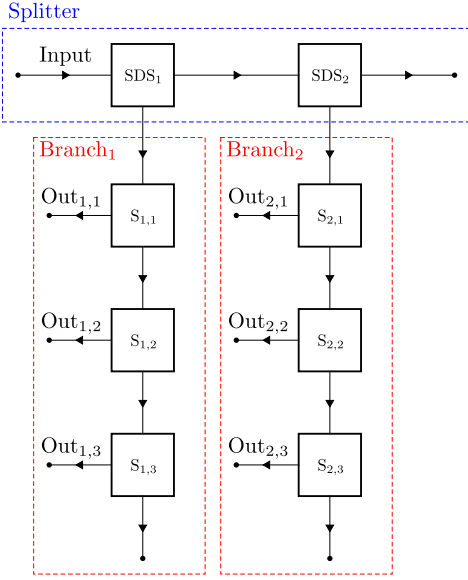 Splitter
Input
SDS₁ SDS₂
Branch₁ Branch₂
Out₁,₁ Out₂,₁
S₁,₁ S₂,₁
Out₁,₂ Out₂,₂
S₁,₂ S₂,₂
Out₁,₃ Out₂,₃
S₁,₃ S₂,₃